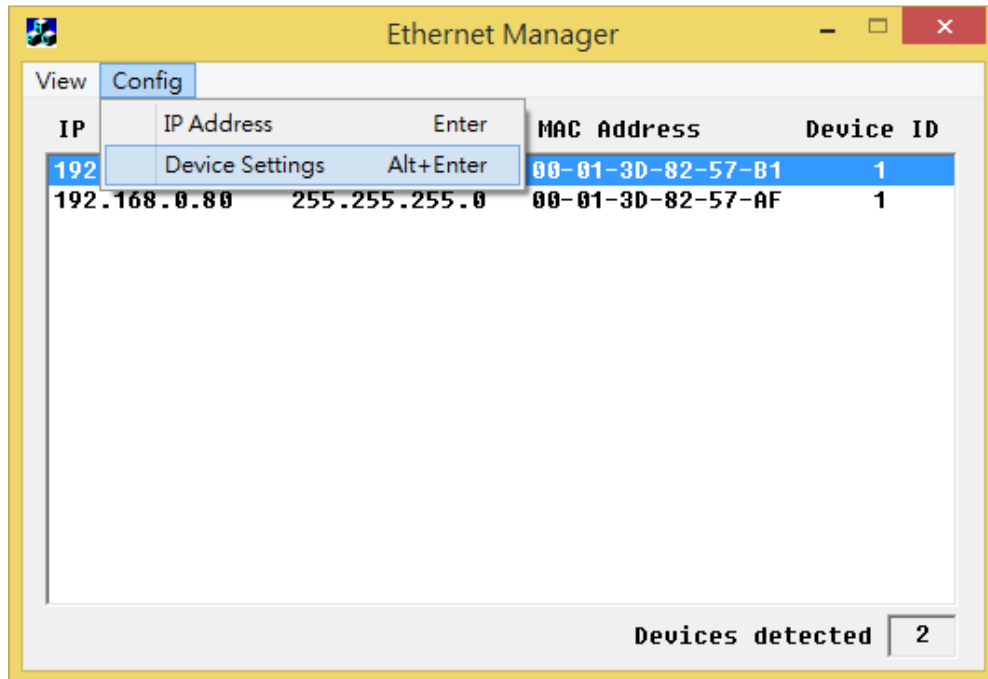 Ethernet Manager
View Config
IP Address Enter
Device Settings Alt+Enter
IP MAC Address Device ID
192 00-01-3D-82-57-B1 1
192.168.0.80 255.255.255.0 00-01-3D-82-57-AF 1
Devices detected 2